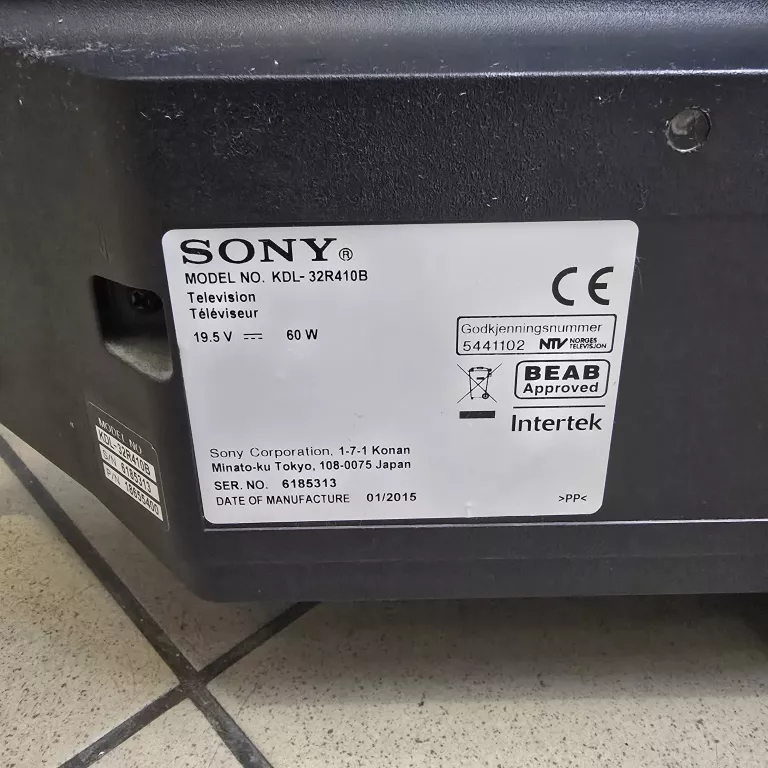 SONY®
MODEL NO. KDL-32R410B
Television
Téléviseur
19.5 V ⎓ 60 W
CE
Godkjenningsnummer
5441102 NTV NORGES TELEVISJON
BEAB
Approved
Intertek
Sony Corporation, 1-7-1 Konan
Minato-ku Tokyo, 108-0075 Japan
SER. NO. 6185313
DATE OF MANUFACTURE 01/2015
>PP<
MODEL NO
KDL-32R410B
S/N 6185313
P/N 18655400